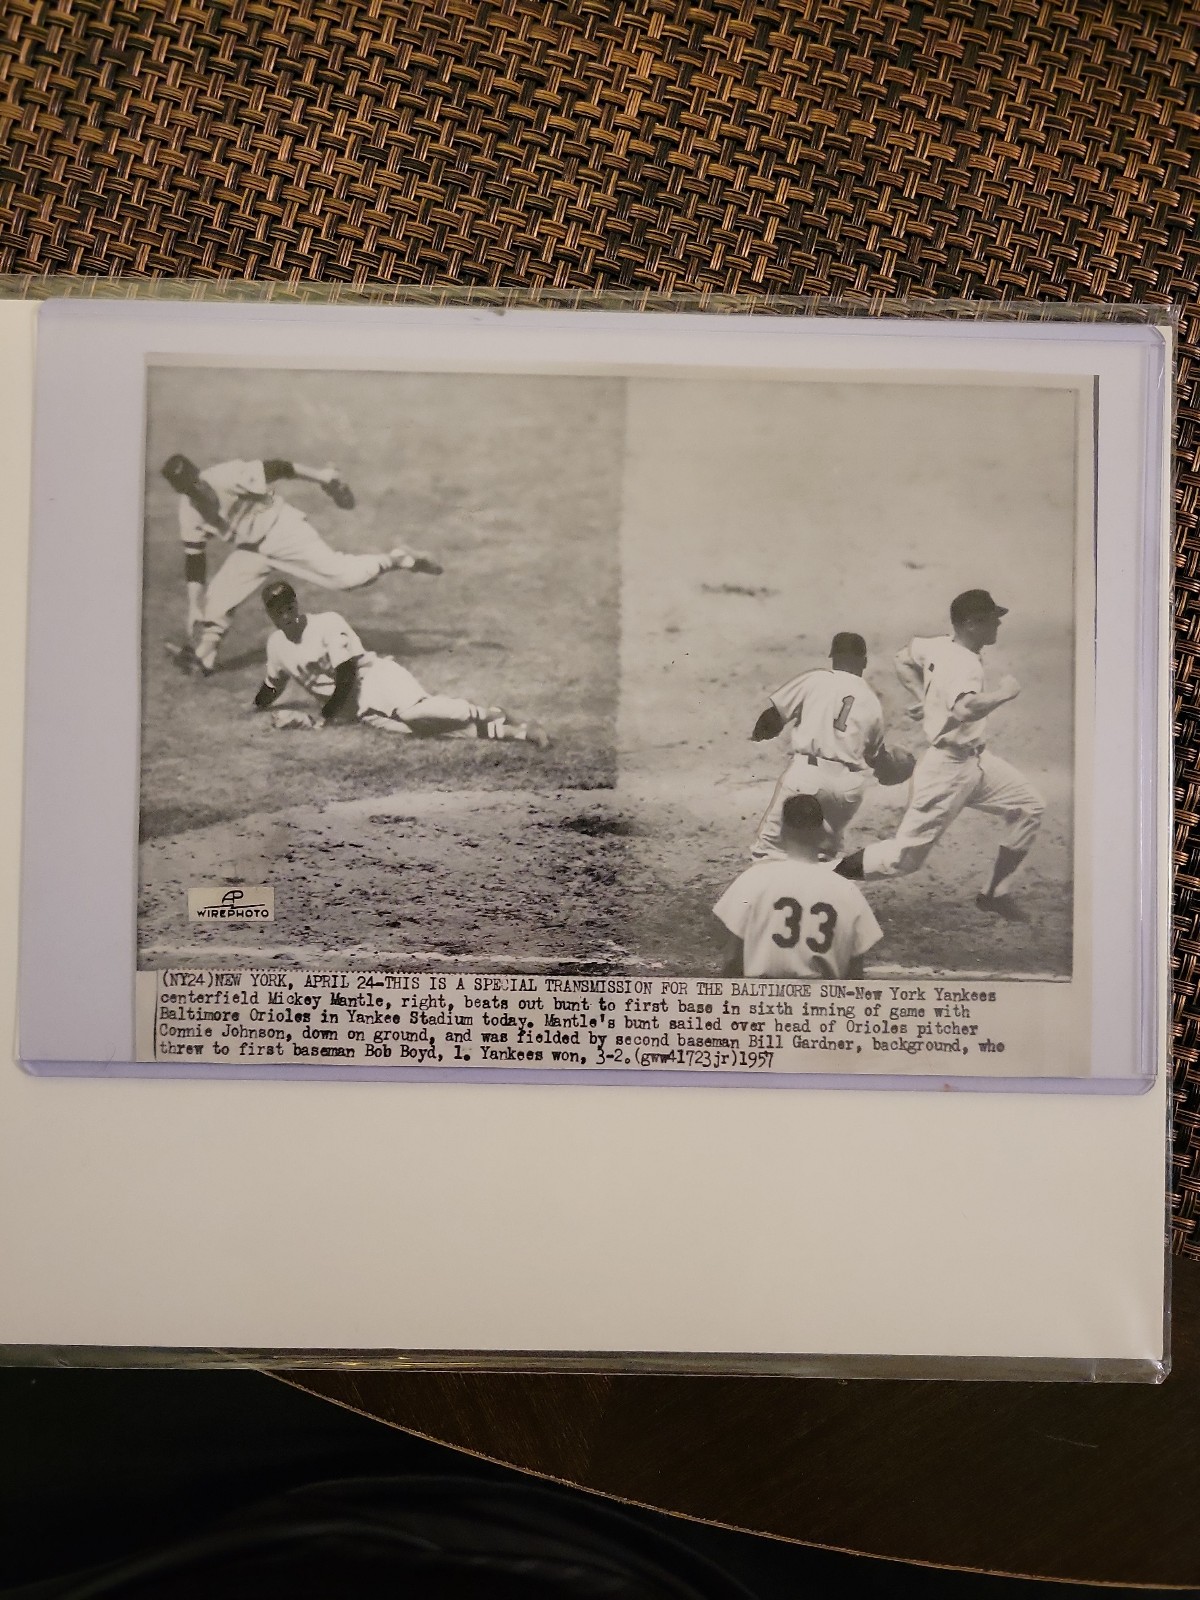 1
33
AP
WIREPHOTO
(NY24)NEW YORK, APRIL 24-THIS IS A SPECIAL TRANSMISSION FOR THE BALTIMORE SUN-New York Yankees
centerfield Mickey Mantle, right, beats out bunt to first base in sixth inning of game with
Baltimore Orioles in Yankee Stadium today. Mantle's bunt sailed over head of Orioles pitcher
Connie Johnson, down on ground, and was fielded by second baseman Bill Gardner, background, who
threw to first baseman Bob Boyd, 1. Yankees won, 3-2.(gww41723jr)1957